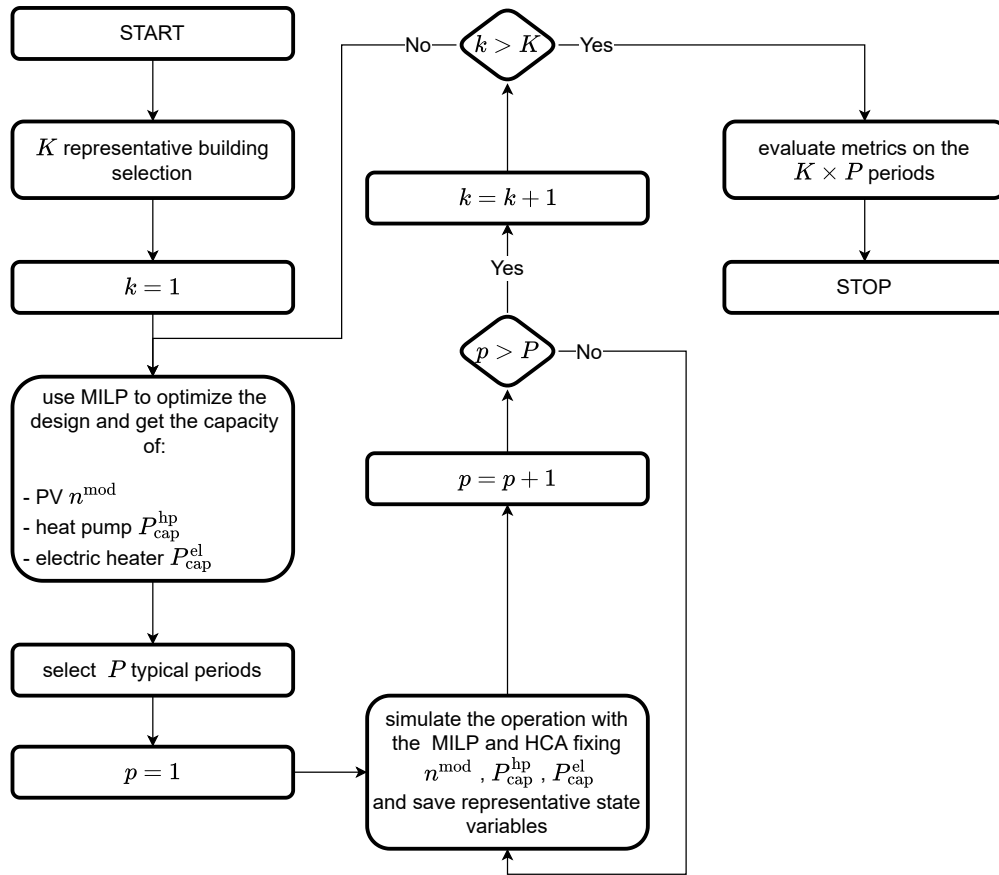 START
K representative building
selection
k = 1
use MILP to optimize the
design and get the capacity
of:
- PV n^mod
- heat pump P_cap^hp
- electric heater P_cap^el
select P typical periods
p = 1
simulate the operation with
the MILP and HCA fixing
n^mod , P_cap^hp , P_cap^el
and save representative state
variables
p = p + 1
p > P
No
Yes
k = k + 1
No
k > K
Yes
evaluate metrics on the
K × P periods
STOP